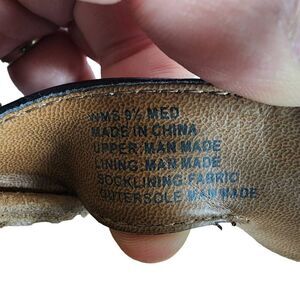 WMS 9½ MED
MADE IN CHINA
UPPER: MAN MADE
LINING: MAN MADE
SOCKLINING: FABRIC
OUTERSOLE MAN MADE